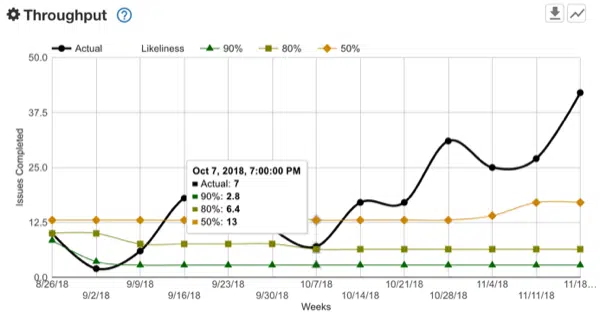 Throughput ?
Actual Likeliness 90% 80% 50%
50.0
37.5
25.0
12.5
0.0
Issues Completed
Oct 7, 2018, 7:00:00 PM
Actual: 7
90%: 2.8
80%: 6.4
50%: 13
8/26/18 9/9/18 9/23/18 10/7/18 10/21/18 11/4/18 11/18...
9/2/18 9/16/18 9/30/18 10/14/18 10/28/18 11/11/18
Weeks